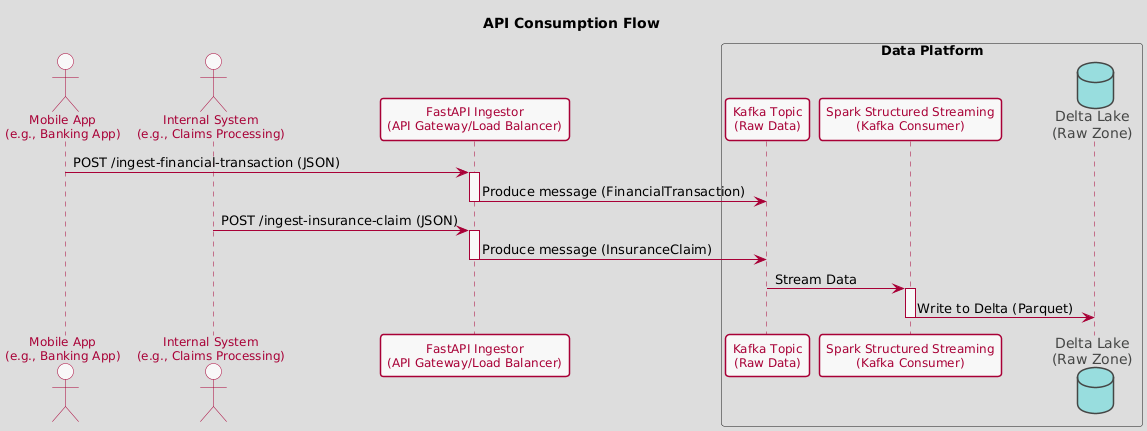 API Consumption Flow
Data Platform
Mobile App
(e.g., Banking App)
Internal System
(e.g., Claims Processing)
FastAPI Ingestor
(API Gateway/Load Balancer)
Kafka Topic
(Raw Data)
Spark Structured Streaming
(Kafka Consumer)
Delta Lake
(Raw Zone)
POST /ingest-financial-transaction (JSON)
Produce message (FinancialTransaction)
POST /ingest-insurance-claim (JSON)
Produce message (InsuranceClaim)
Stream Data
Write to Delta (Parquet)
Mobile App
(e.g., Banking App)
Internal System
(e.g., Claims Processing)
FastAPI Ingestor
(API Gateway/Load Balancer)
Kafka Topic
(Raw Data)
Spark Structured Streaming
(Kafka Consumer)
Delta Lake
(Raw Zone)